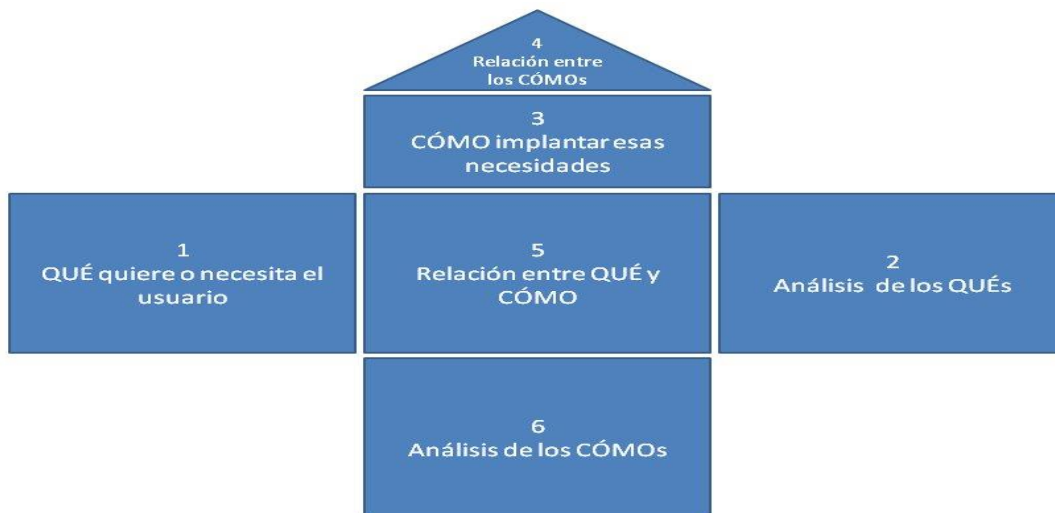 4
Relación entre
los CÓMOs
3
CÓMO implantar esas
necesidades
1
QUÉ quiere o necesita el
usuario
5
Relación entre QUÉ y
CÓMO
2
Análisis de los QUÉs
6
Análisis de los CÓMOs